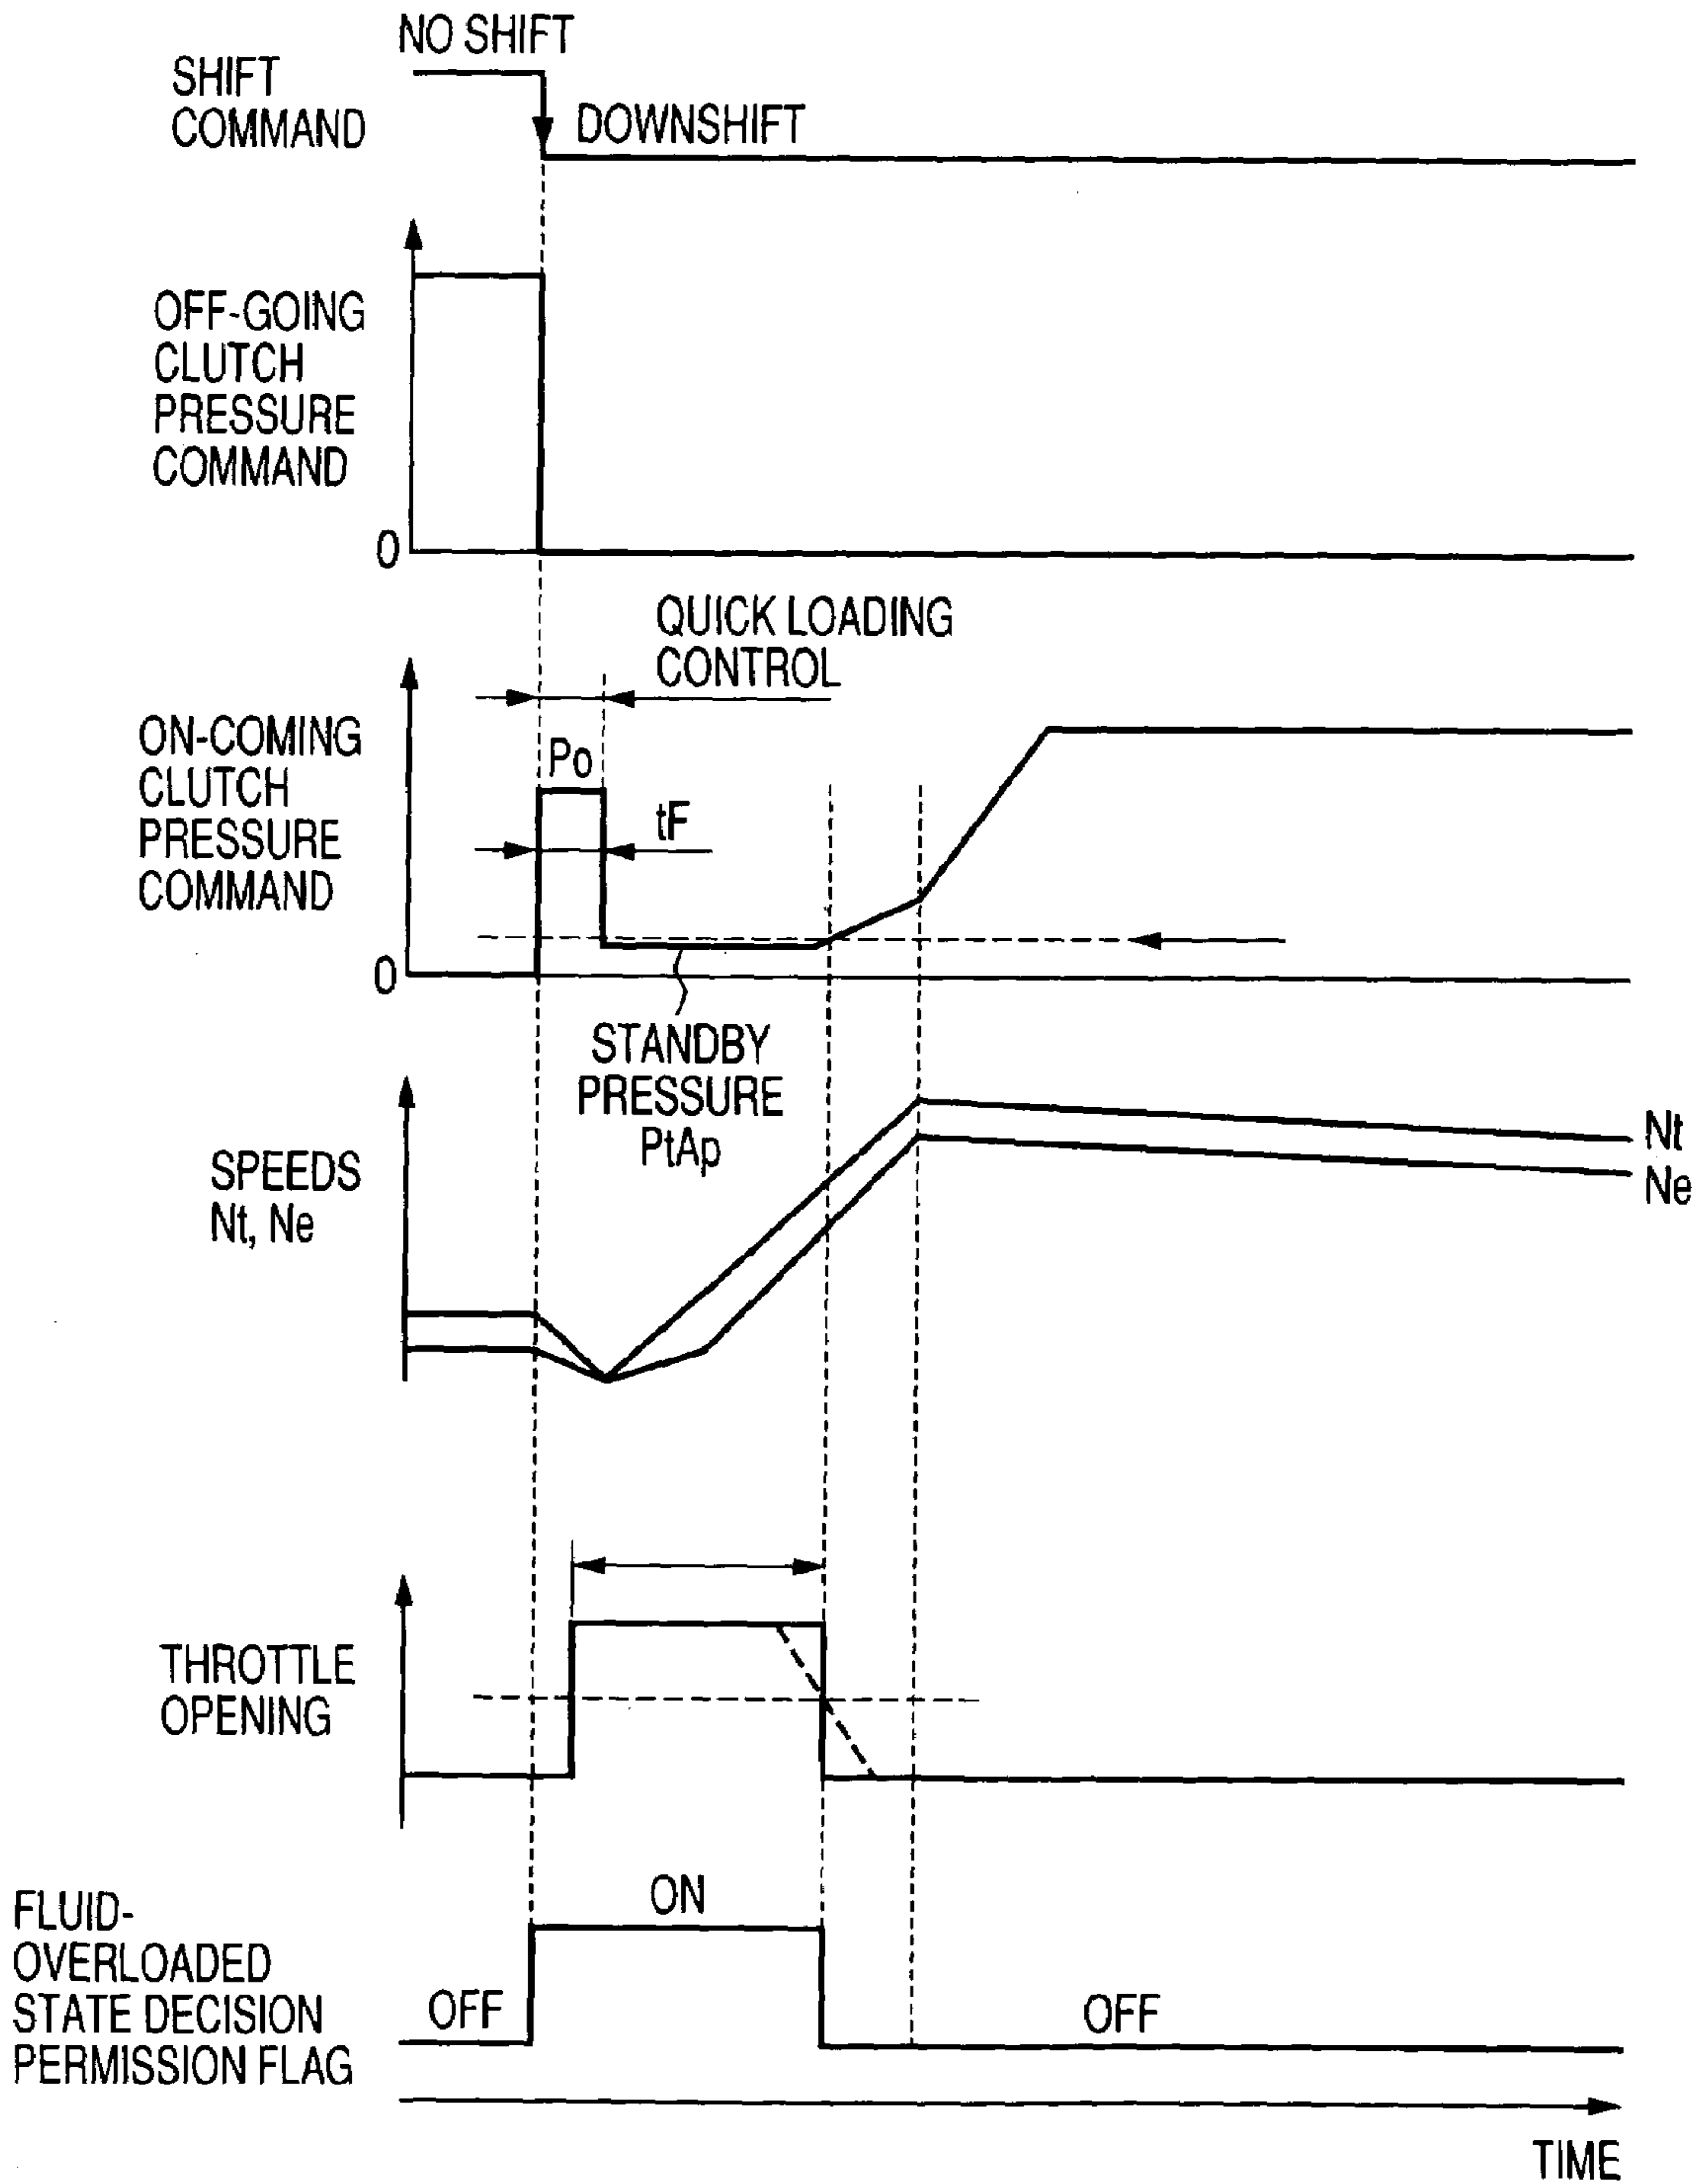 NO SHIFT
SHIFT
COMMAND
DOWNSHIFT
OFF-GOING
CLUTCH
PRESSURE
COMMAND
0
QUICK LOADING
CONTROL
ON-COMING
CLUTCH
PRESSURE
COMMAND
Po
tF
0
STANDBY
PRESSURE
PtAp
SPEEDS
Nt, Ne
Nt
Ne
THROTTLE
OPENING
FLUID-
OVERLOADED
STATE DECISION
PERMISSION FLAG
OFF
ON
OFF
TIME